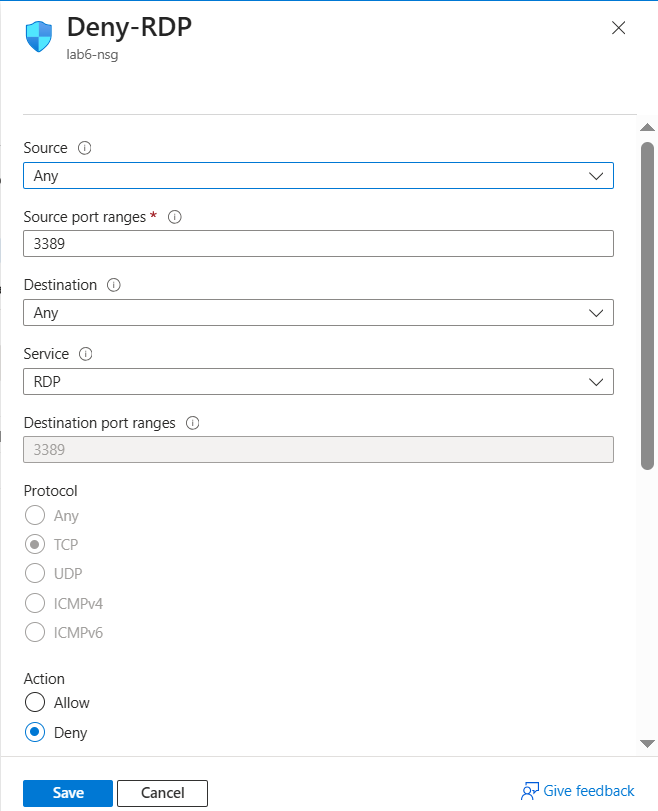 Deny-RDP
lab6-nsg
Source
Any
Source port ranges *
3389
Destination
Any
Service
RDP
Destination port ranges
3389
Protocol
Any
TCP
UDP
ICMPv4
ICMPv6
Action
Allow
Deny
Save Cancel Give feedback